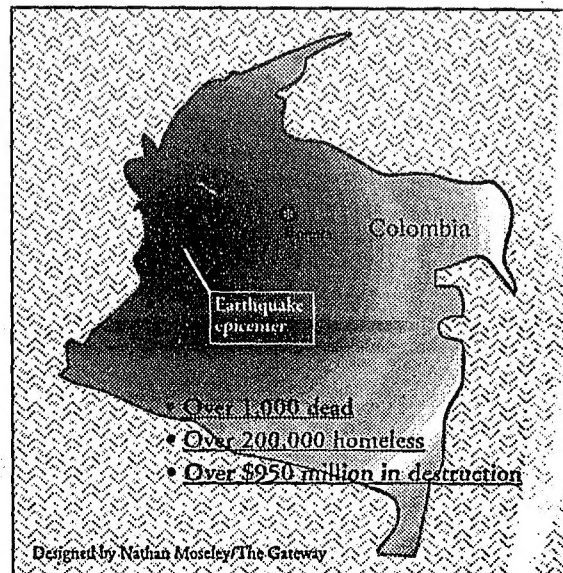 Colombia
Earthquake
epicenter
• Over 1,000 dead
• Over 200,000 homeless
• Over $950 million in destruction
Designed by Nathan Moseley/The Gateway